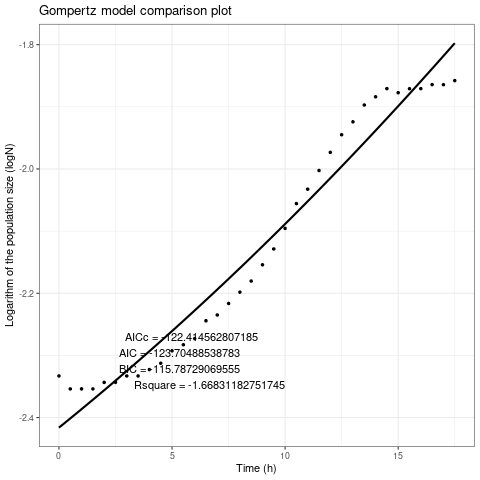 Gompertz model comparison plot
Logarithm of the population size (logN)
-1.8
-2.0
-2.2
-2.4
AICc = -122.414562807185
AIC = -123.70488538783
BIC = -115.78729069555
Rsquare = -1.66831182751745
0 5 10 15
Time (h)